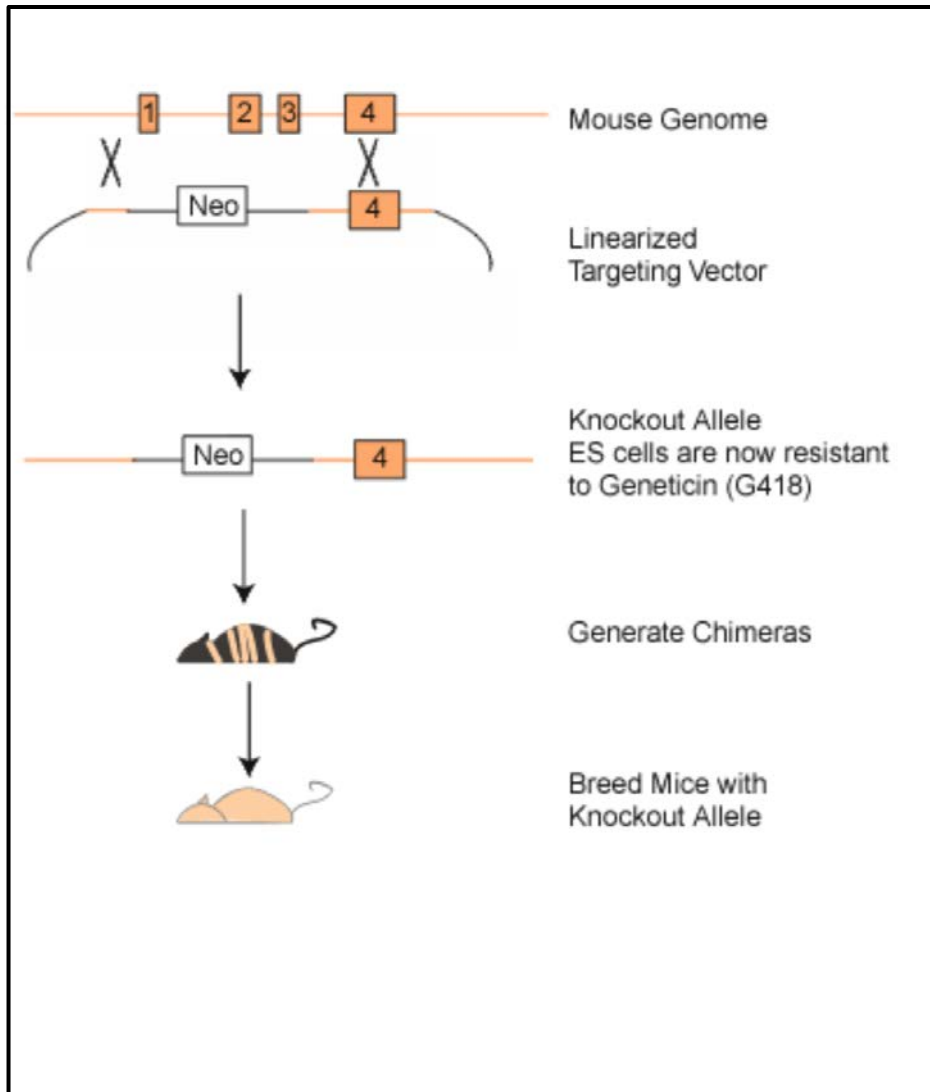 1 2 3 4
Mouse Genome
Neo 4
Linearized
Targeting Vector
Knockout Allele
ES cells are now resistant
to Geneticin (G418)
Neo 4
Generate Chimeras
Breed Mice with
Knockout Allele